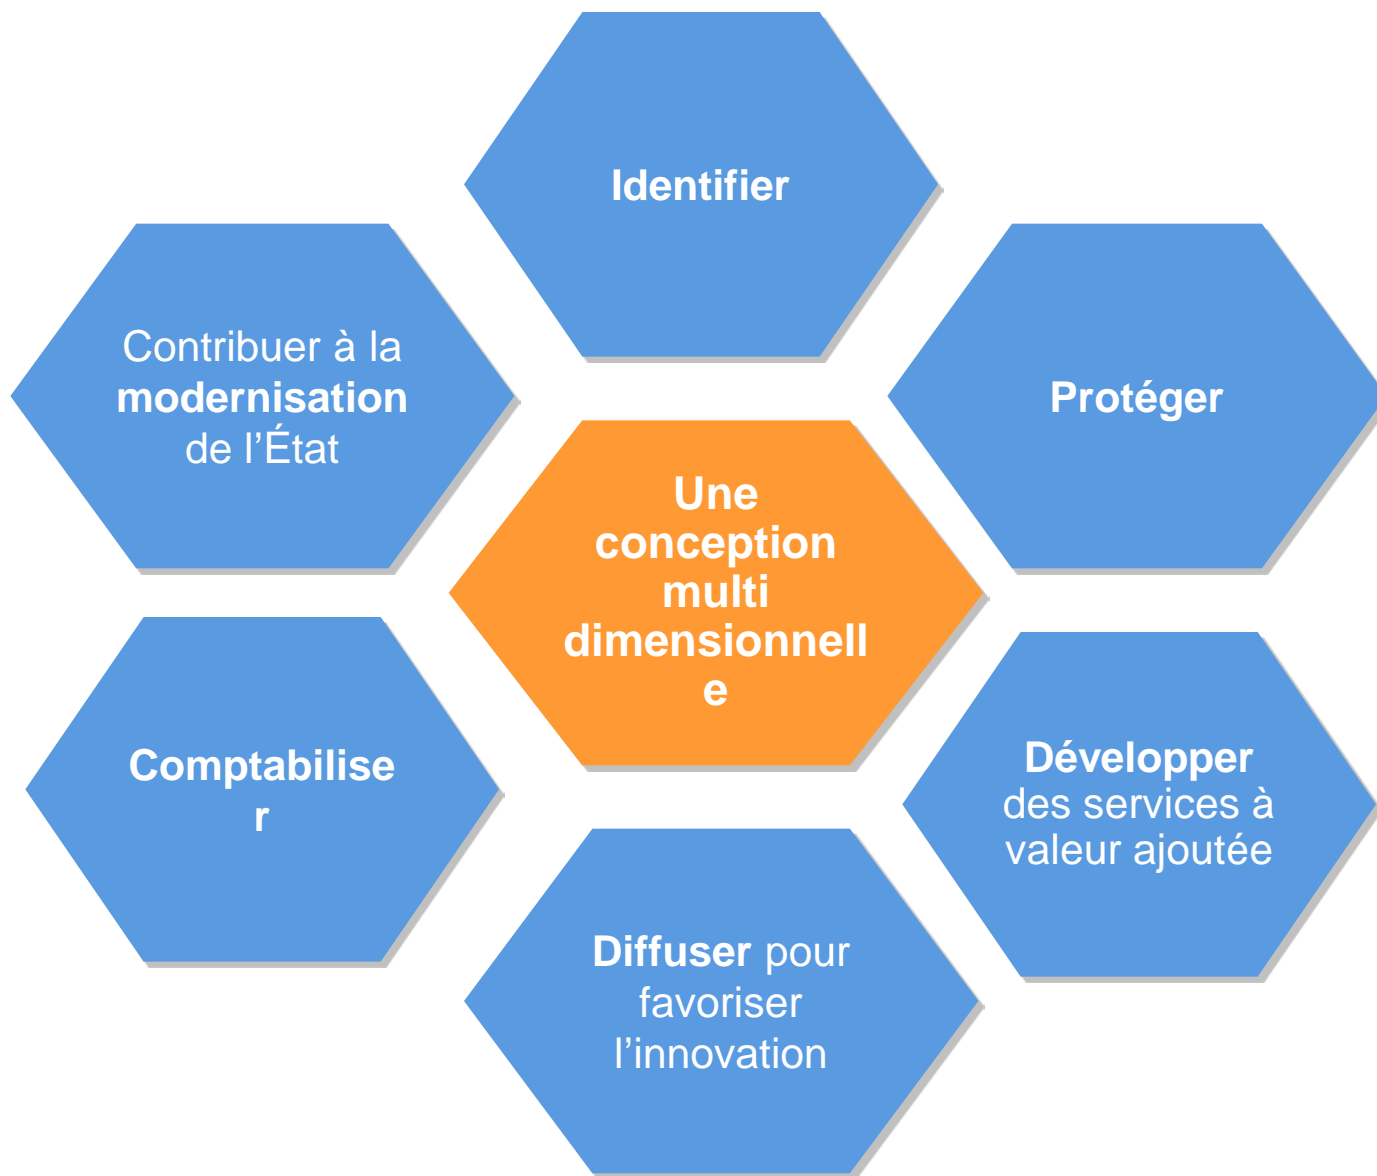 Identifier
Contribuer à la
modernisation
de l’État
Protéger
Une
conception
multi
dimensionnell
e
Comptabilise
r
Développer
des services à
valeur ajoutée
Diffuser pour
favoriser
l’innovation